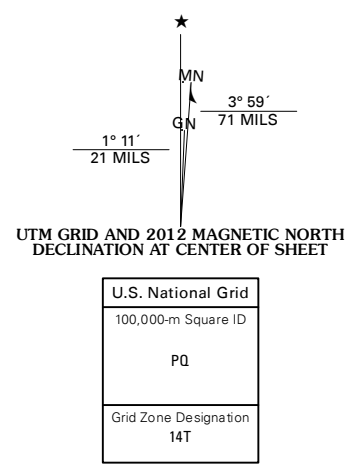 ★
MN
3° 59´
71 MILS
GN
1° 11´
21 MILS
UTM GRID AND 2012 MAGNETIC NORTH
DECLINATION AT CENTER OF SHEET
U.S. National Grid
100,000-m Square ID
PQ
Grid Zone Designation
14T